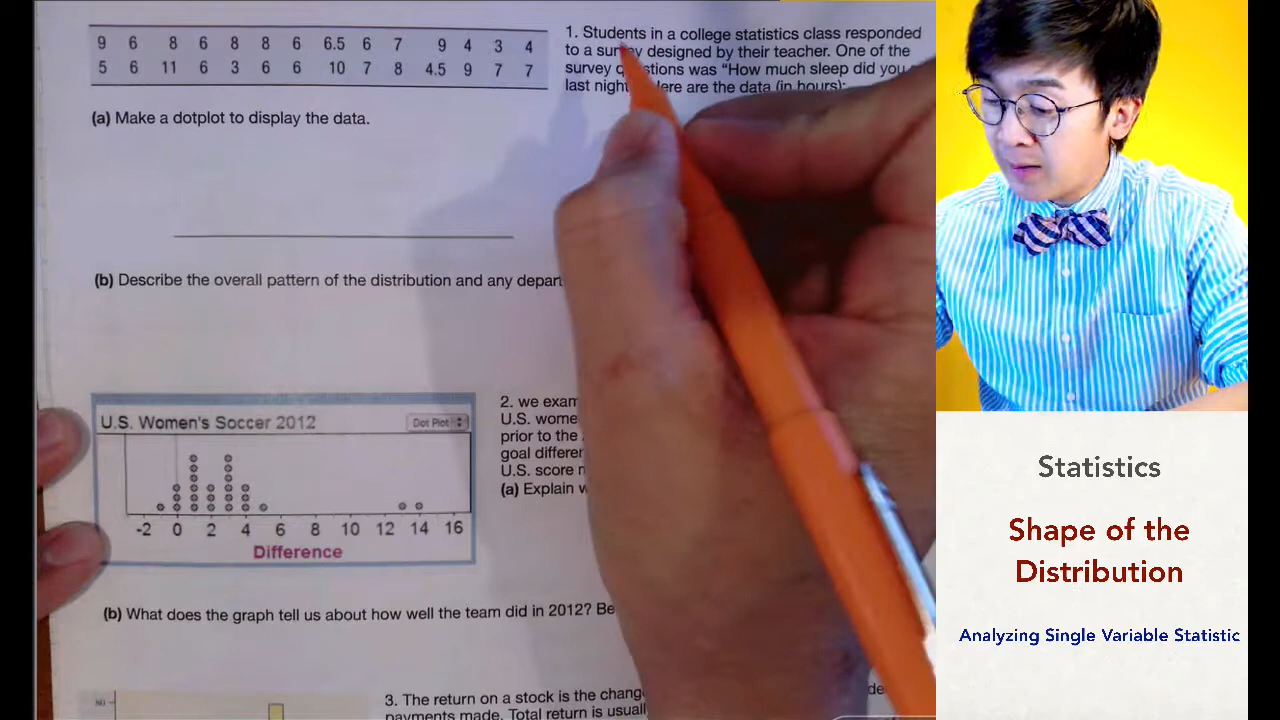 9 6 8 6 8 8 6 6.5 6 7 9 4 3 4
5 6 11 6 3 6 6 10 7 8 4.5 9 7 7
1. Students in a college statistics class responded
to a survey designed by their teacher. One of the
survey questions was “How much sleep did you
last night Here are the data (in hours):
(a) Make a dotplot to display the data.
(b) Describe the overall pattern of the distribution and any depart
U.S. Women's Soccer 2012
Dot Plot
-2 0 2 4 6 8 10 12 14 16
Difference
2. we exam
U.S. wome
prior to the
goal differen
U.S. score
(a) Explain
(b) What does the graph tell us about how well the team did in 2012? Be
3. The return on a stock is the change
payments made. Total return is usual
Statistics
Shape of the
Distribution
Analyzing Single Variable Statistic